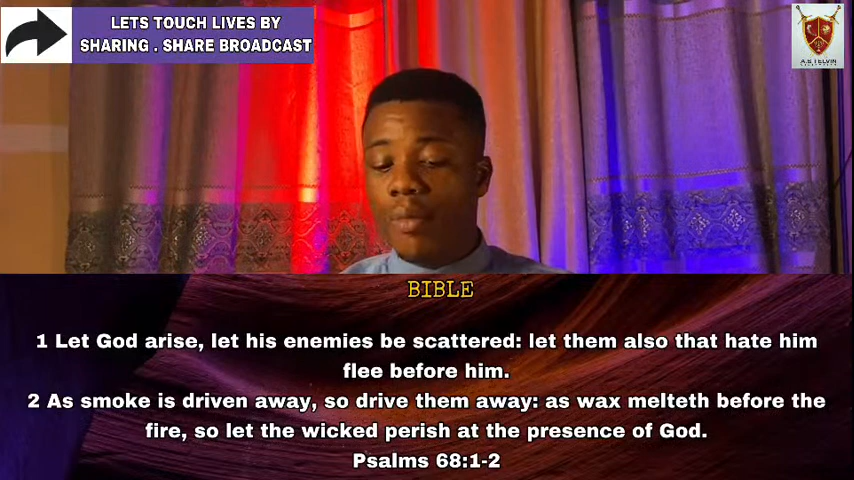 LETS TOUCH LIVES BY
SHARING . SHARE BROADCAST
BIBLE
1 Let God arise, let his enemies be scattered: let them also that hate him
flee before him.
2 As smoke is driven away, so drive them away: as wax melteth before the
fire, so let the wicked perish at the presence of God.
Psalms 68:1-2